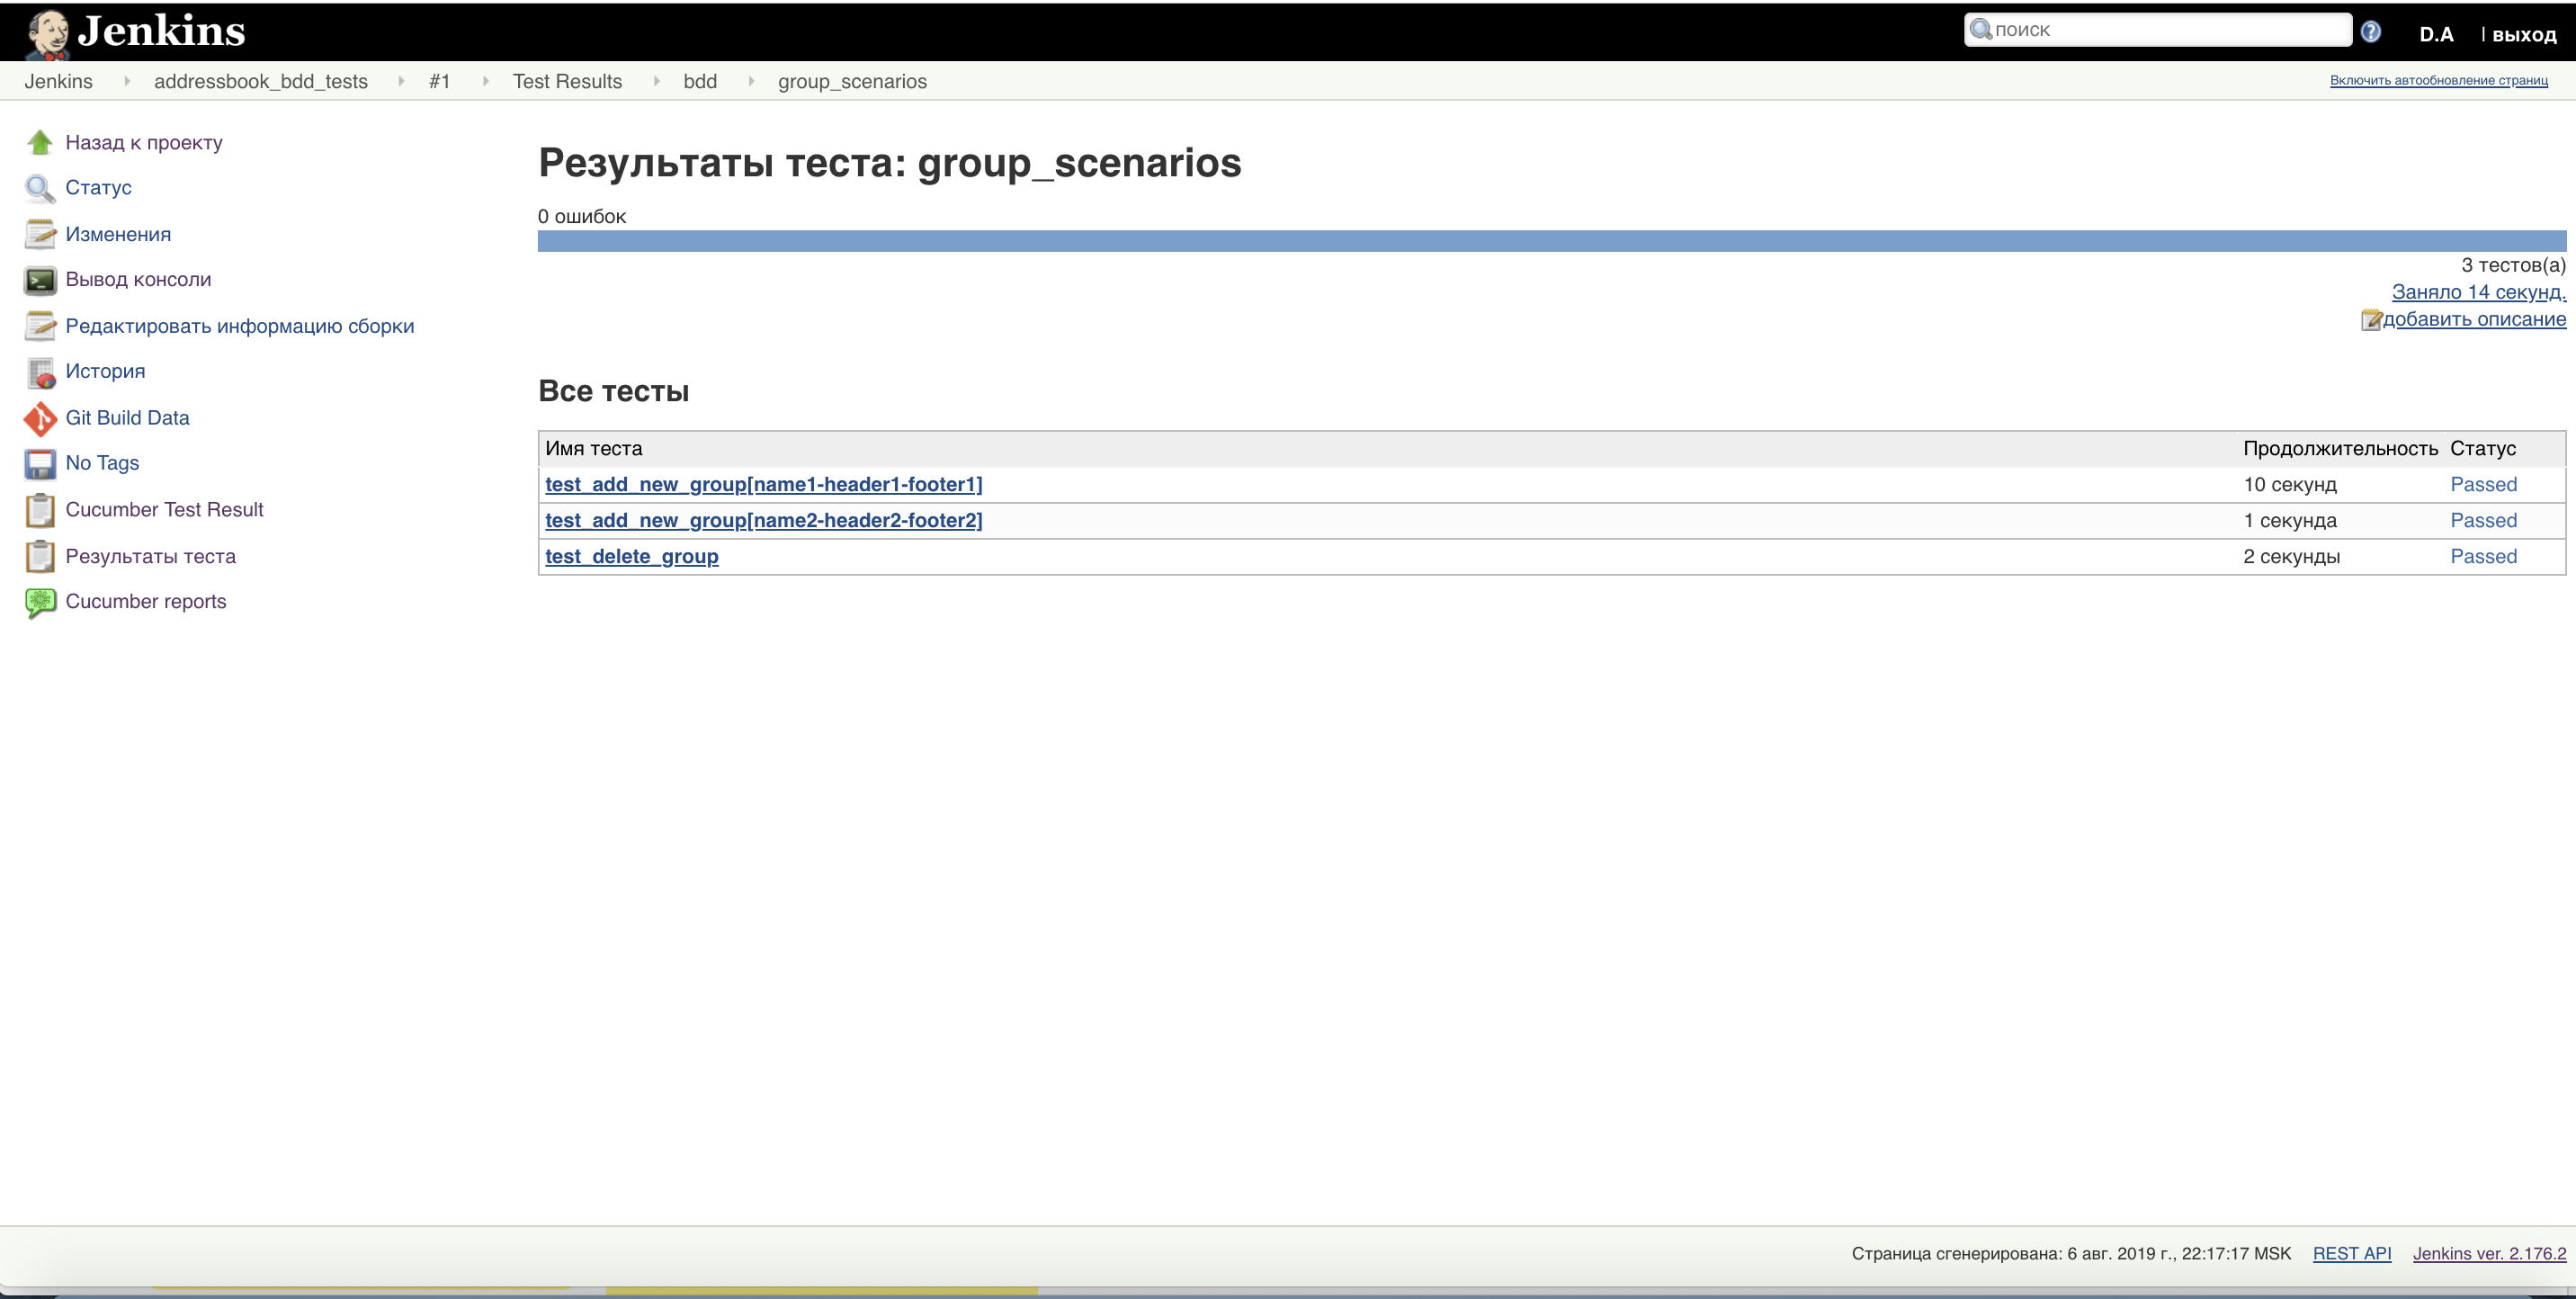 Jenkins
поиск
D.A | выход
Jenkins addressbook_bdd_tests #1 Test Results bdd group_scenarios
Включить автообновление страниц
Назад к проекту
Статус
Изменения
Вывод консоли
Редактировать информацию сборки
История
Git Build Data
No Tags
Cucumber Test Result
Результаты теста
Cucumber reports
Результаты теста: group_scenarios
0 ошибок
3 тестов(а)
Заняло 14 секунд.
добавить описание
Все тесты
Имя теста Продолжительность Статус
test_add_new_group[name1-header1-footer1] 10 секунд Passed
test_add_new_group[name2-header2-footer2] 1 секунда Passed
test_delete_group 2 секунды Passed
Страница сгенерирована: 6 авг. 2019 г., 22:17:17 MSK REST API Jenkins ver. 2.176.2